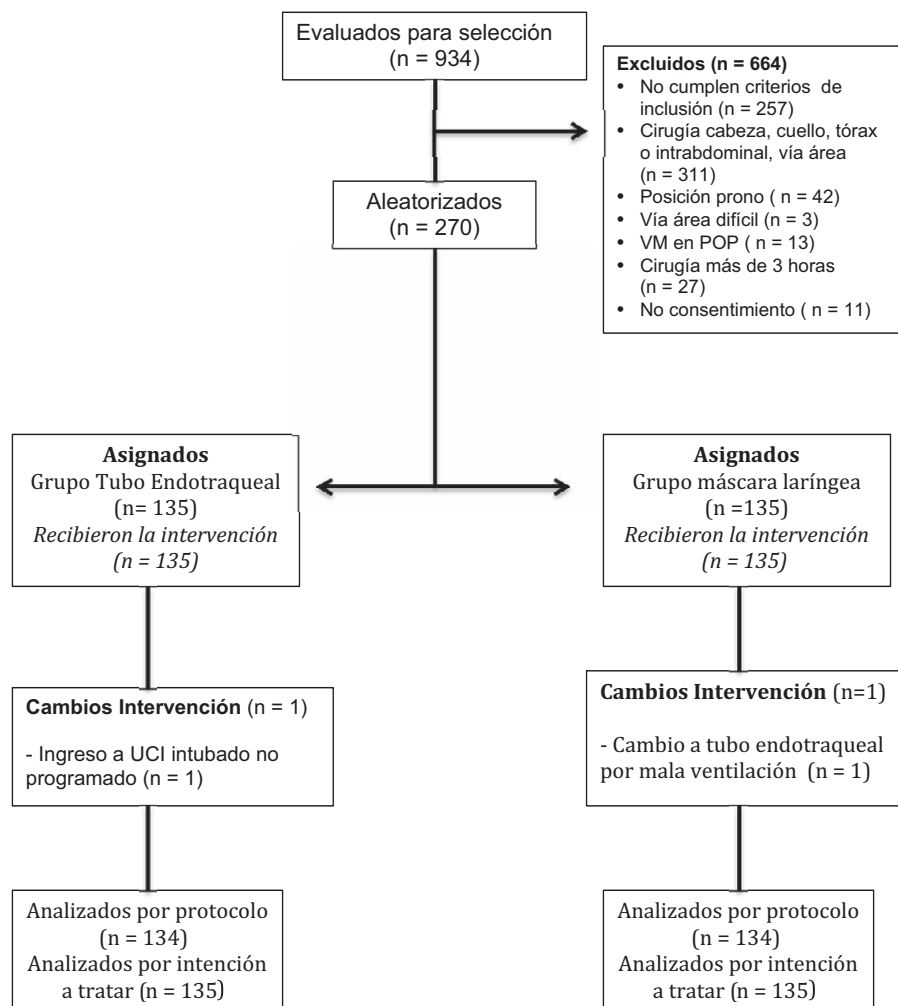 Evaluados para selección
(n = 934)
Excluidos (n = 664)
• No cumplen criterios de
inclusión (n = 257)
• Cirugía cabeza, cuello, tórax
o intrabdominal, vía área
(n = 311)
• Posición prono ( n = 42)
• Vía área difícil (n = 3)
• VM en POP ( n = 13)
• Cirugía más de 3 horas
(n = 27)
• No consentimiento ( n = 11)
Aleatorizados
(n = 270)
Asignados
Grupo Tubo Endotraqueal
(n= 135)
Recibieron la intervención
(n = 135)
Asignados
Grupo máscara laríngea
(n =135)
Recibieron la intervención
(n = 135)
Cambios Intervención (n = 1)
- Ingreso a UCI intubado no
programado (n = 1)
Cambios Intervención (n=1)
- Cambio a tubo endotraqueal
por mala ventilación (n = 1)
Analizados por protocolo
(n = 134)
Analizados por intención
a tratar (n = 135)
Analizados por protocolo
(n = 134)
Analizados por intención
a tratar (n = 135)